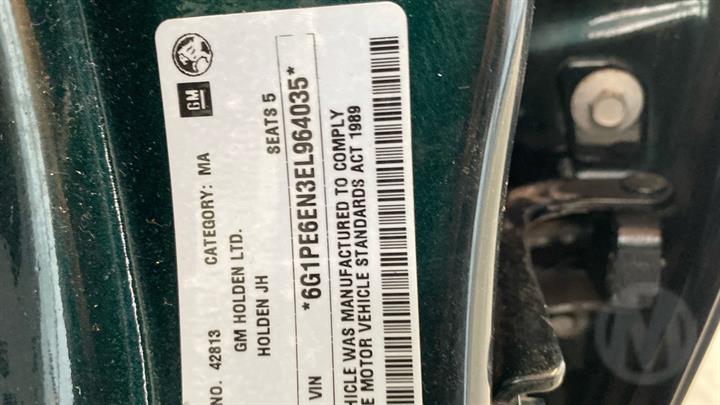 GM
NO. 42813 CATEGORY: MA
GM HOLDEN LTD.
HOLDEN JH SEATS 5
VIN *6G1PE6EN3EL964035*
HICLE WAS MANUFACTURED TO COMPLY
E MOTOR VEHICLE STANDARDS ACT 1989
M